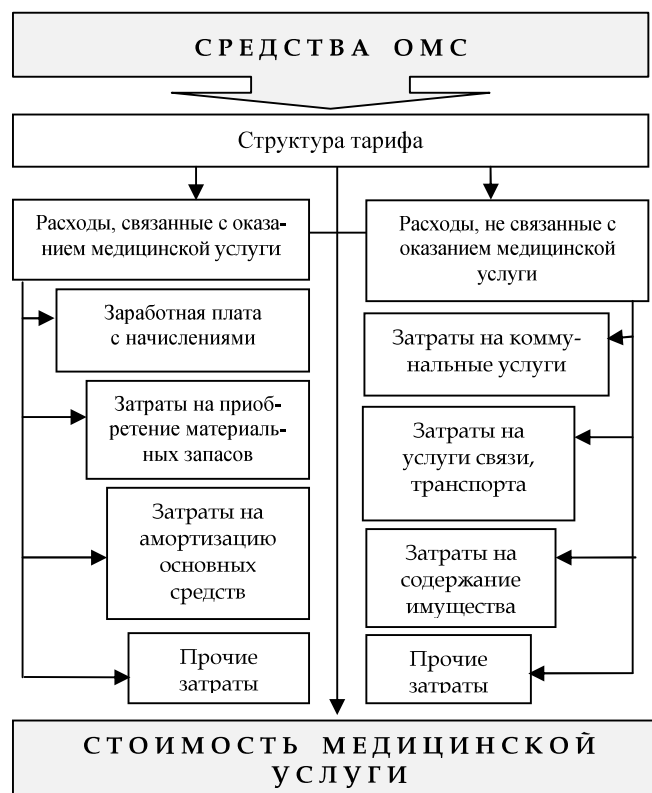 СРЕДСТВА ОМС
Структура тарифа
Расходы, связанные с оказа-
нием медицинской услуги
Заработная плата
с начислениями
Затраты на приоб-
ретение материаль-
ных запасов
Затраты на
амортизацию
основных
средств
Прочие
затраты
Расходы, не связанные с
оказанием медицинской
услуги
Затраты на комму-
нальные услуги
Затраты на
услуги связи,
транспорта
Затраты на
содержание
имущества
Прочие
затраты
СТОИМОСТЬ МЕДИЦИНСКОЙ
УСЛУГИ